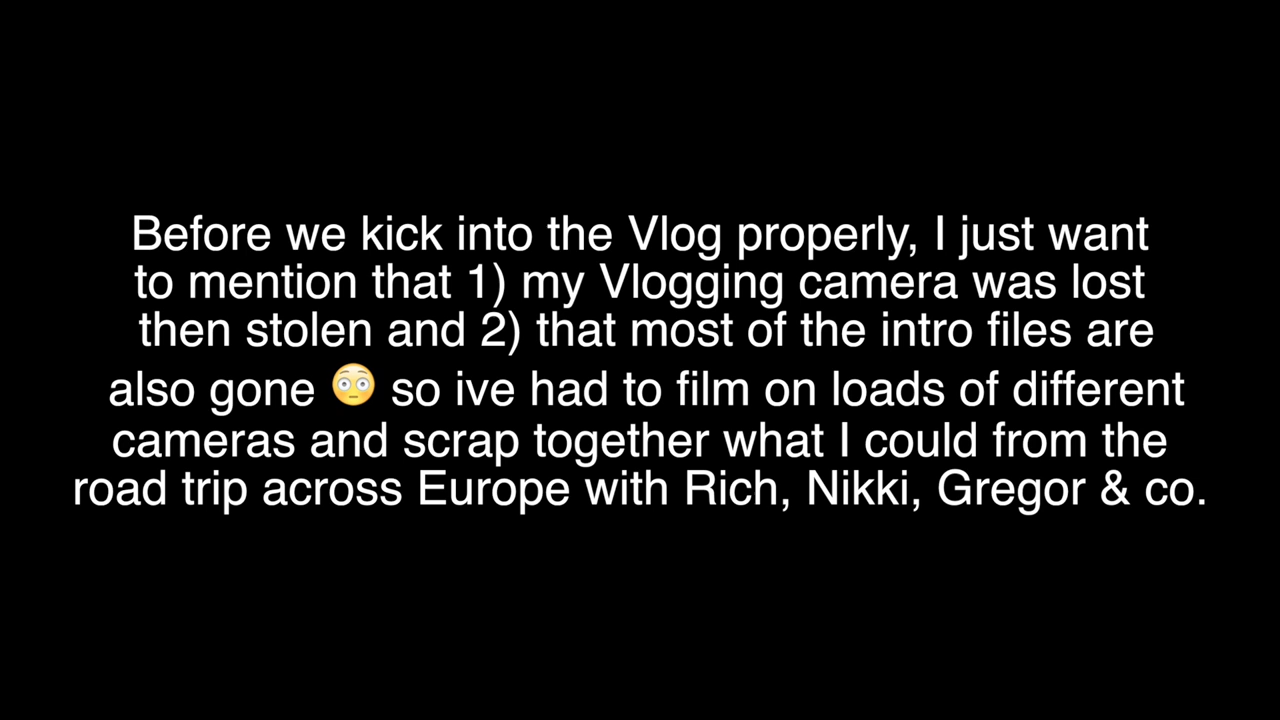 Before we kick into the Vlog properly, I just want
to mention that 1) my Vlogging camera was lost
then stolen and 2) that most of the intro files are
also gone 😳 so ive had to film on loads of different
cameras and scrap together what I could from the
road trip across Europe with Rich, Nikki, Gregor & co.